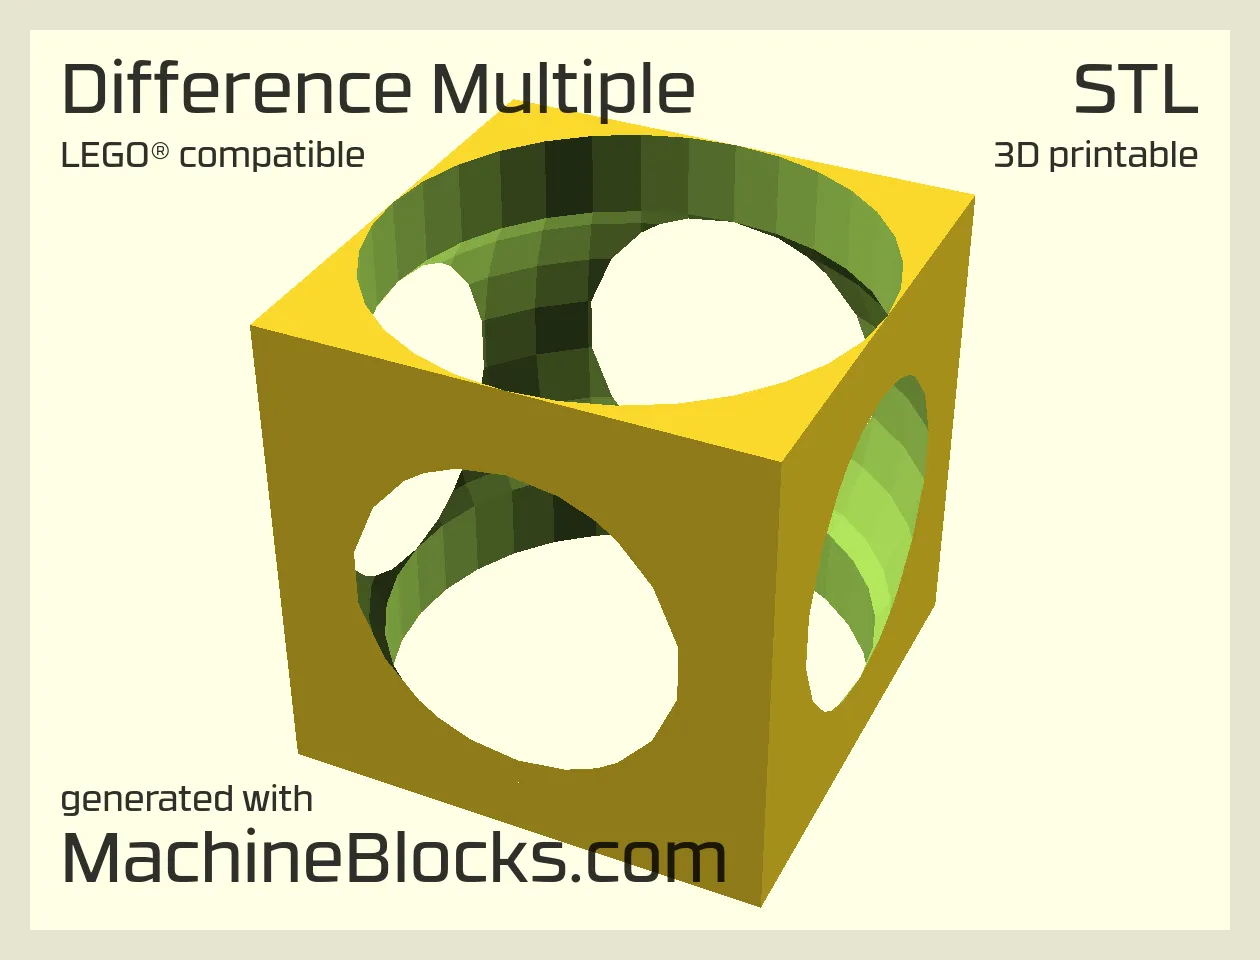 Difference Multiple
STL
LEGO® compatible
3D printable
generated with
MachineBlocks.com